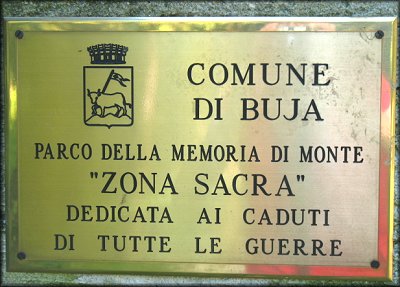 COMUNE
DI BUJA
PARCO DELLA MEMORIA DI MONTE
"ZONA SACRA"
DEDICATA AI CADUTI
DI TUTTE LE GUERRE